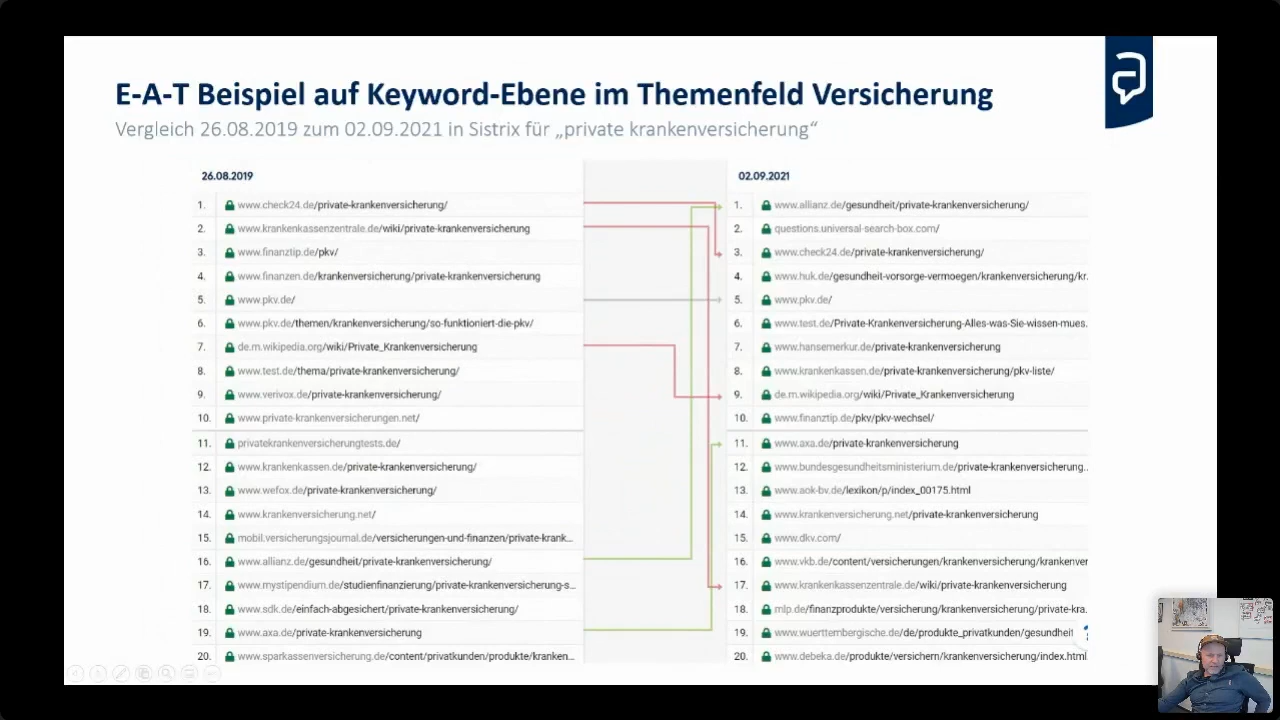 E-A-T Beispiel auf Keyword-Ebene im Themenfeld Versicherung
Vergleich 26.08.2019 zum 02.09.2021 in Sistrix für „private krankenversicherung“
26.08.2019
1. www.check24.de/private-krankenversicherung/
2. www.krankenkassenzentrale.de/wiki/private-krankenversicherung
3. www.finanztip.de/pkv/
4. www.finanzen.de/krankenversicherung/private-krankenversicherung
5. www.pkv.de/
6. www.pkv.de/themen/krankenversicherung/so-funktioniert-die-pkv/
7. de.m.wikipedia.org/wiki/Private_Krankenversicherung
8. www.test.de/thema/private-krankenversicherung/
9. www.verivox.de/private-krankenversicherung/
10. www.private-krankenversicherungen.net/
11. privatekrankenversicherungtests.de/
12. www.krankenkassen.de/private-krankenversicherung/
13. www.wefox.de/private-krankenversicherung/
14. www.krankenversicherung.net/
15. mobil.versicherungsjournal.de/versicherungen-und-finanzen/private-krank...
16. www.allianz.de/gesundheit/private-krankenversicherung/
17. www.mystipendium.de/studienfinanzierung/private-krankenversicherung-s...
18. www.sdk.de/einfach-abgesichert/private-krankenversicherung/
19. www.axa.de/private-krankenversicherung
20. www.sparkassenversicherung.de/content/privatkunden/produkte/kranken...
02.09.2021
1. www.allianz.de/gesundheit/private-krankenversicherung/
2. questions.universal-search-box.com/
3. www.check24.de/private-krankenversicherung/
4. www.huk.de/gesundheit-vorsorge-vermoegen/krankenversicherung/kr.
5. www.pkv.de/
6. www.test.de/Private-Krankenversicherung-Alles-was-Sie-wissen-mues.
7. www.hansemerkur.de/private-krankenversicherung
8. www.krankenkassen.de/private-krankenversicherung/pkv-liste/
9. de.m.wikipedia.org/wiki/Private_Krankenversicherung
10. www.finanztip.de/pkv/pkv-wechsel/
11. www.axa.de/private-krankenversicherung
12. www.bundesgesundheitsministerium.de/private-krankenversicherung..
13. www.aok-bv.de/lexikon/p/index_00175.html
14. www.krankenversicherung.net/private-krankenversicherung
15. www.dkv.com/
16. www.vkb.de/content/versicherungen/krankenversicherung/krankenver
17. www.krankenkassenzentrale.de/wiki/private-krankenversicherung
18. mlp.de/finanzprodukte/versicherung/krankenversicherung/private-kra.
19. www.wuerttembergische.de/de/produkte_privatkunden/gesundheit
20. www.debeka.de/produkte/versichern/krankenversicherung/index.html